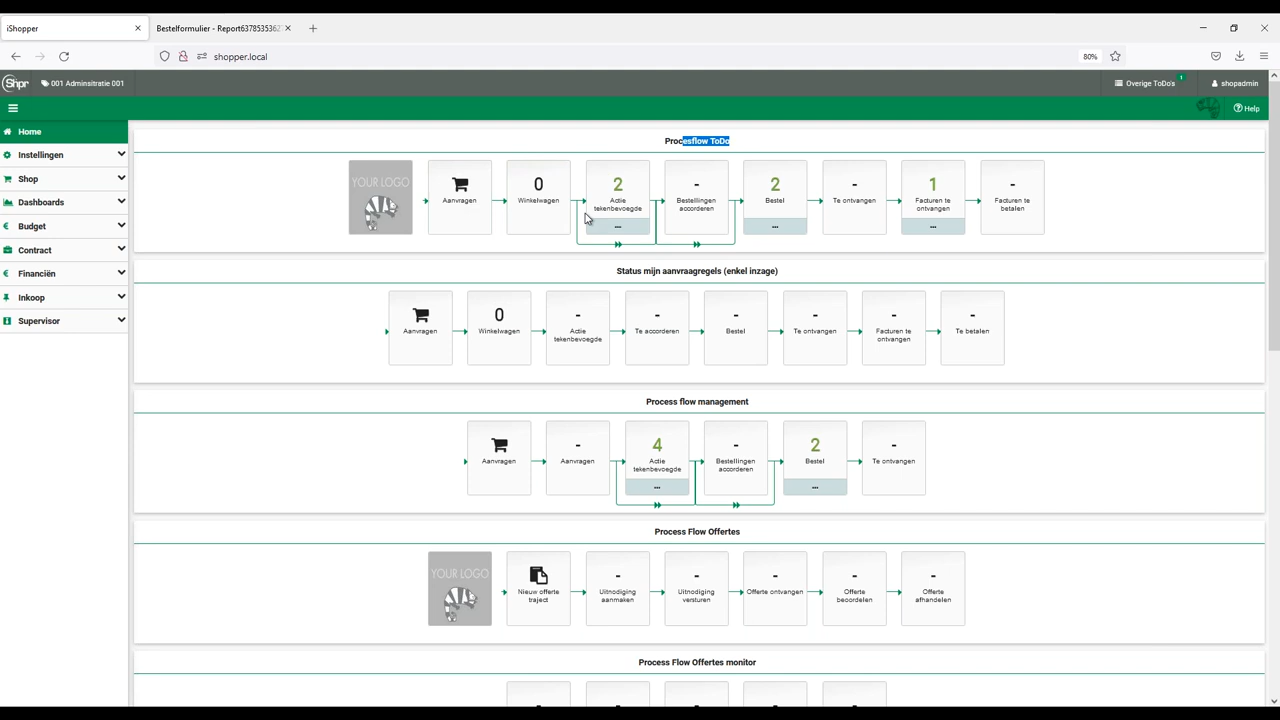 iShopper
Bestelformulier - Report63785353627
shopper.local
80%
Shpr
001 Adminsitratie 001
Overige ToDo's
1
shopadmin
Help
Home
Instellingen
Shop
Dashboards
Budget
Contract
Financiën
Inkoop
Supervisor
Procesflow ToDo
YOUR LOGO
Aanvragen
0
Winkelwagen
2
Actie
tekenbevoegde
...
-
Bestellingen
accorderen
2
Bestel
...
-
Te ontvangen
1
Facturen te
ontvangen
...
-
Facturen te
betalen
Status mijn aanvraagregels (enkel inzage)
Aanvragen
0
Winkelwagen
-
Actie
tekenbevoegde
-
Te accorderen
-
Bestel
-
Te ontvangen
-
Facturen te
ontvangen
-
Te betalen
Process flow management
Aanvragen
-
Aanvragen
4
Actie
tekenbevoegde
...
-
Bestellingen
accorderen
2
Bestel
...
-
Te ontvangen
Process Flow Offertes
YOUR LOGO
Nieuw offerte
traject
-
Uitnodiging
aanmaken
-
Uitnodiging
versturen
-
Offerte ontvangen
-
Offerte
beoordelen
-
Offerte
afhandelen
Process Flow Offertes monitor